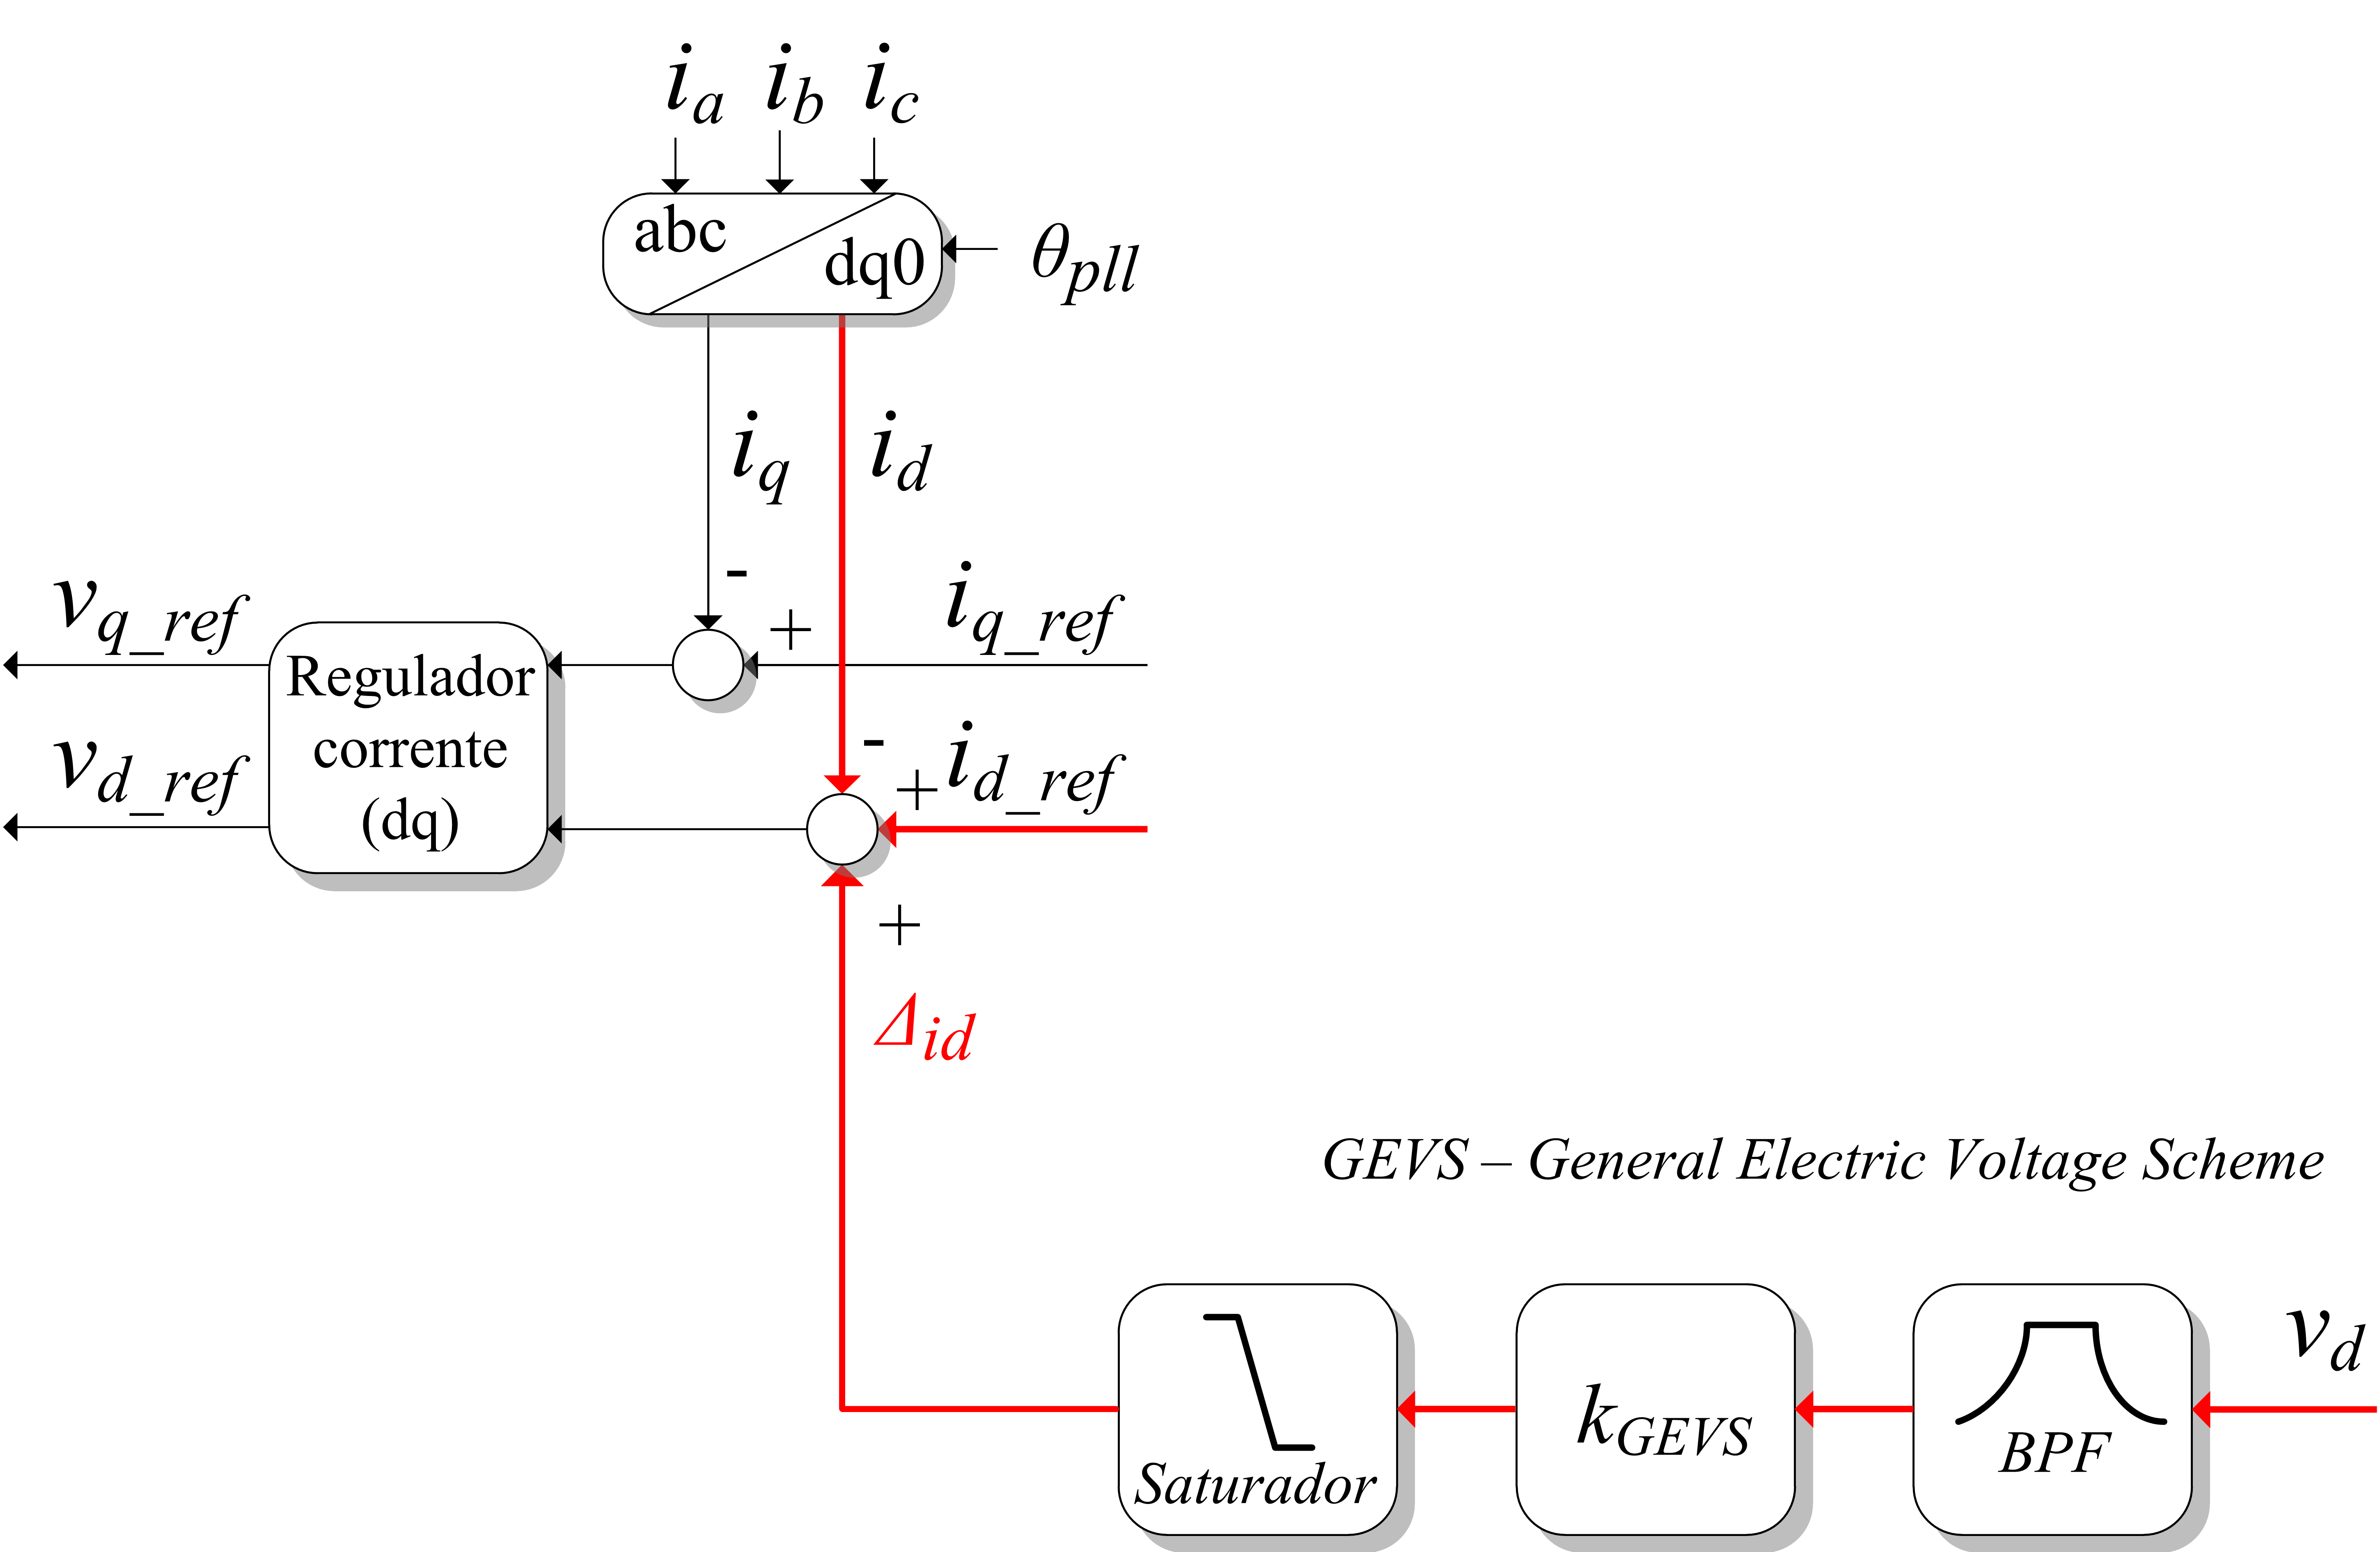 i_a i_b i_c
abc
dq0
θ_pll
i_q i_d
-
+
i_q_ref
v_q_ref
Regulador
corrente
(dq)
v_d_ref
-
+
i_d_ref
+
Δ_id
GEVS – General Electric Voltage Scheme
v_d
k_GEVS
BPF
Saturador